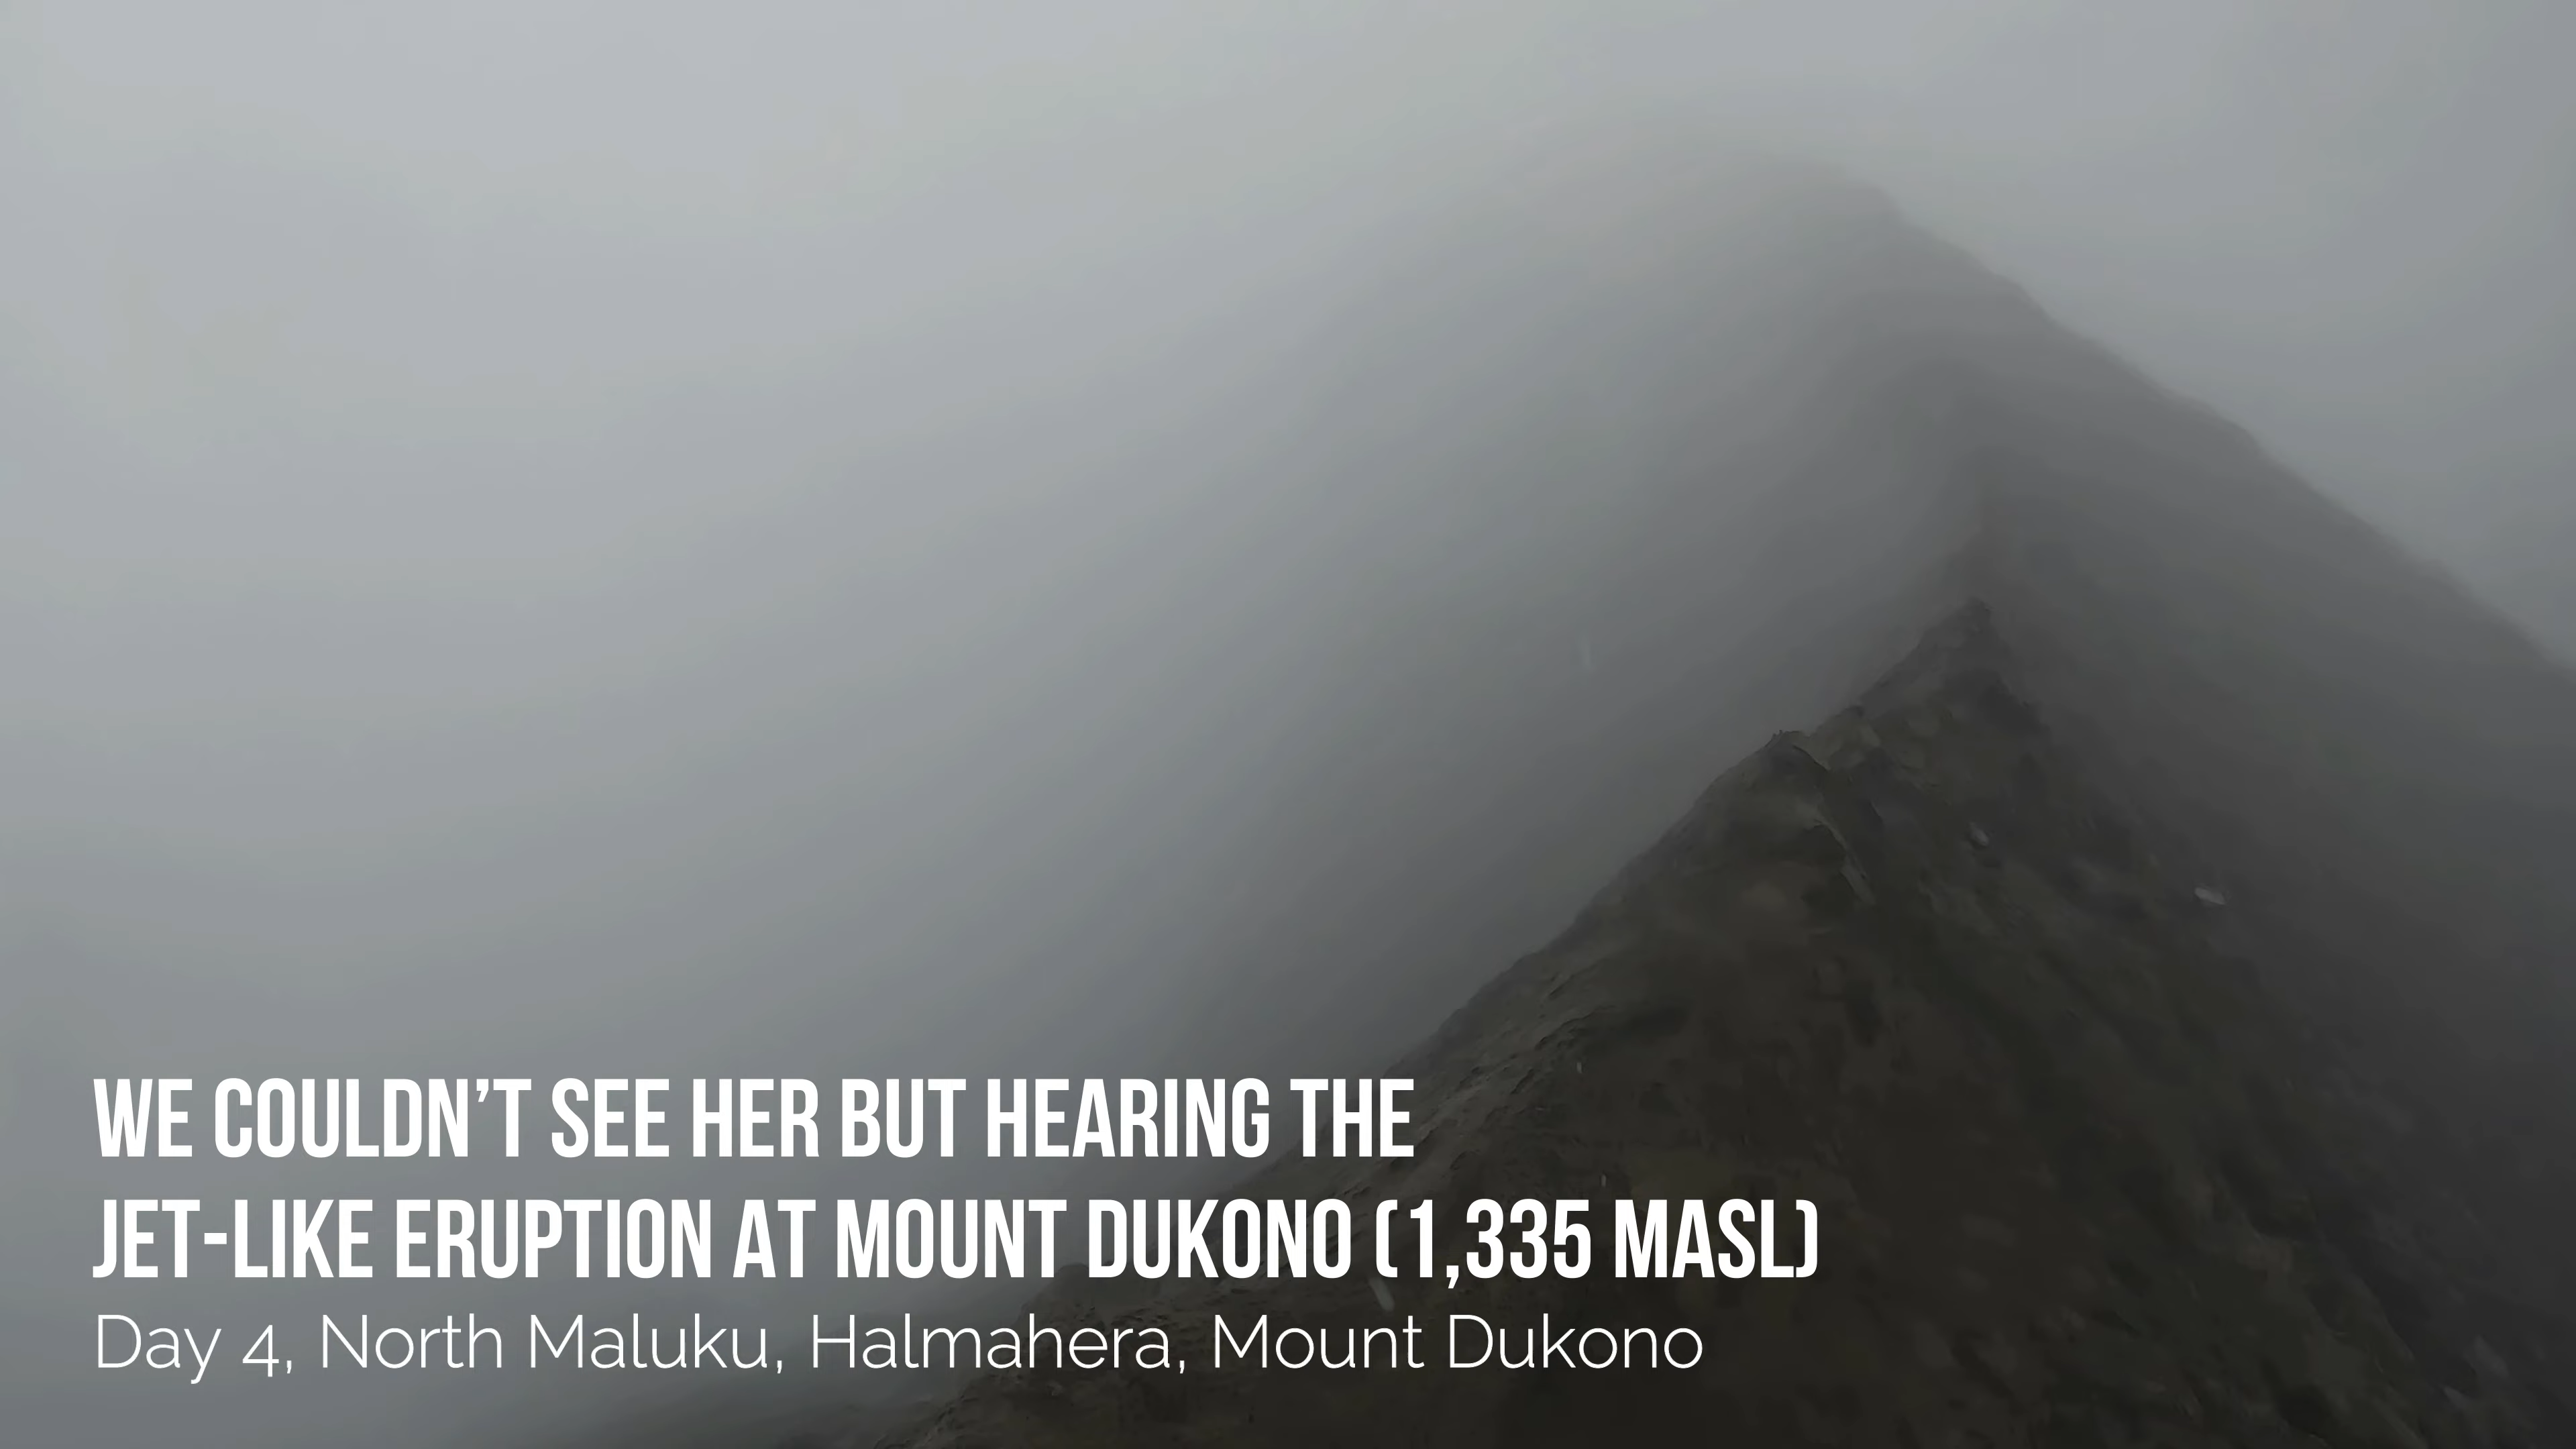 WE COULDN'T SEE HER BUT HEARING THE
JET-LIKE ERUPTION AT MOUNT DUKONO (1,335 MASL)
Day 4, North Maluku, Halmahera, Mount Dukono